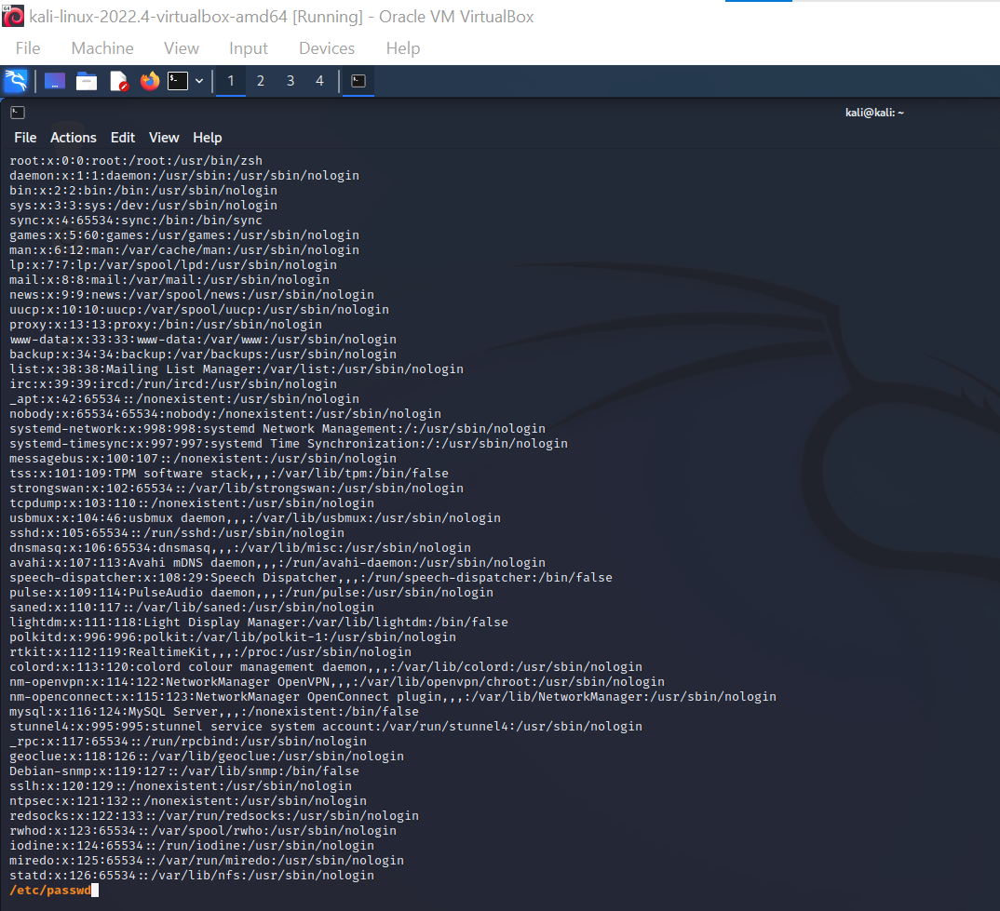 kali-linux-2022.4-virtualbox-amd64 [Running] - Oracle VM VirtualBox
File Machine View Input Devices Help
1 2 3 4
kali@kali: ~
File Actions Edit View Help
root:x:0:0:root:/root:/usr/bin/zsh
daemon:x:1:1:daemon:/usr/sbin:/usr/sbin/nologin
bin:x:2:2:bin:/bin:/usr/sbin/nologin
sys:x:3:3:sys:/dev:/usr/sbin/nologin
sync:x:4:65534:sync:/bin:/bin/sync
games:x:5:60:games:/usr/games:/usr/sbin/nologin
man:x:6:12:man:/var/cache/man:/usr/sbin/nologin
lp:x:7:7:lp:/var/spool/lpd:/usr/sbin/nologin
mail:x:8:8:mail:/var/mail:/usr/sbin/nologin
news:x:9:9:news:/var/spool/news:/usr/sbin/nologin
uucp:x:10:10:uucp:/var/spool/uucp:/usr/sbin/nologin
proxy:x:13:13:proxy:/bin:/usr/sbin/nologin
www-data:x:33:33:www-data:/var/www:/usr/sbin/nologin
backup:x:34:34:backup:/var/backups:/usr/sbin/nologin
list:x:38:38:Mailing List Manager:/var/list:/usr/sbin/nologin
irc:x:39:39:ircd:/run/ircd:/usr/sbin/nologin
_apt:x:42:65534::/nonexistent:/usr/sbin/nologin
nobody:x:65534:65534:nobody:/nonexistent:/usr/sbin/nologin
systemd-network:x:998:998:systemd Network Management:/:/usr/sbin/nologin
systemd-timesync:x:997:997:systemd Time Synchronization:/:/usr/sbin/nologin
messagebus:x:100:107::/nonexistent:/usr/sbin/nologin
tss:x:101:109:TPM software stack,,,:/var/lib/tpm:/bin/false
strongswan:x:102:65534::/var/lib/strongswan:/usr/sbin/nologin
tcpdump:x:103:110::/nonexistent:/usr/sbin/nologin
usbmux:x:104:46:usbmux daemon,,,:/var/lib/usbmux:/usr/sbin/nologin
sshd:x:105:65534::/run/sshd:/usr/sbin/nologin
dnsmasq:x:106:65534:dnsmasq,,,:/var/lib/misc:/usr/sbin/nologin
avahi:x:107:113:Avahi mDNS daemon,,,:/run/avahi-daemon:/usr/sbin/nologin
speech-dispatcher:x:108:29:Speech Dispatcher,,,:/run/speech-dispatcher:/bin/false
pulse:x:109:114:PulseAudio daemon,,,:/run/pulse:/usr/sbin/nologin
saned:x:110:117::/var/lib/saned:/usr/sbin/nologin
lightdm:x:111:118:Light Display Manager:/var/lib/lightdm:/bin/false
polkitd:x:996:996:polkit:/var/lib/polkit-1:/usr/sbin/nologin
rtkit:x:112:119:RealtimeKit,,,:/proc:/usr/sbin/nologin
colord:x:113:120:colord colour management daemon,,,:/var/lib/colord:/usr/sbin/nologin
nm-openvpn:x:114:122:NetworkManager OpenVPN,,,:/var/lib/openvpn/chroot:/usr/sbin/nologin
nm-openconnect:x:115:123:NetworkManager OpenConnect plugin,,,:/var/lib/NetworkManager:/usr/sbin/nologin
mysql:x:116:124:MySQL Server,,,:/nonexistent:/bin/false
stunnel4:x:995:995:stunnel service system account:/var/run/stunnel4:/usr/sbin/nologin
_rpc:x:117:65534::/run/rpcbind:/usr/sbin/nologin
geoclue:x:118:126::/var/lib/geoclue:/usr/sbin/nologin
Debian-snmp:x:119:127::/var/lib/snmp:/bin/false
sslh:x:120:129::/nonexistent:/usr/sbin/nologin
ntpsec:x:121:132::/nonexistent:/usr/sbin/nologin
redsocks:x:122:133::/var/run/redsocks:/usr/sbin/nologin
rwhod:x:123:65534::/var/spool/rwho:/usr/sbin/nologin
iodine:x:124:65534::/run/iodine:/usr/sbin/nologin
miredo:x:125:65534::/var/run/miredo:/usr/sbin/nologin
statd:x:126:65534::/var/lib/nfs:/usr/sbin/nologin
/etc/passwd